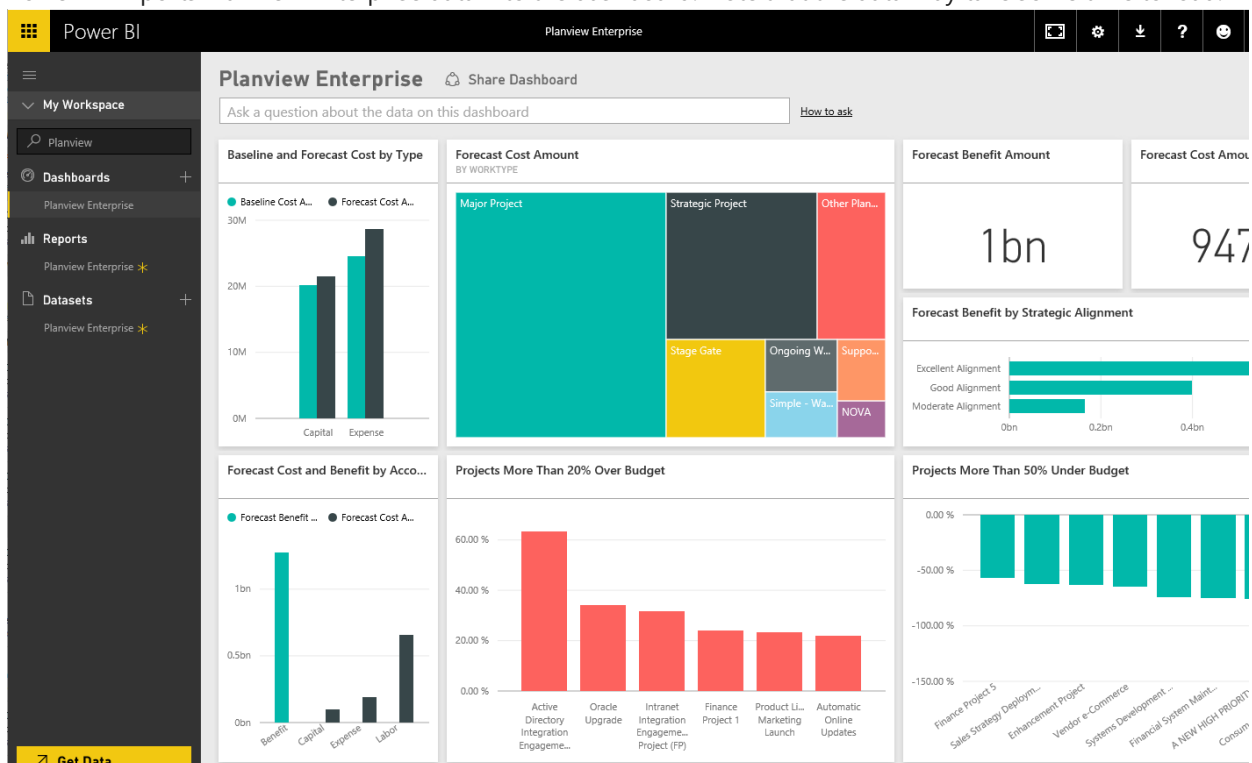 Power BI
Planview Enterprise
Planview Enterprise
Share Dashboard
My Workspace
Ask a question about the data on this dashboard
How to ask
Planview
Dashboards
Planview Enterprise
Reports
Planview Enterprise
Datasets
Planview Enterprise
Get Data
Baseline and Forecast Cost by Type
Baseline Cost A...
Forecast Cost A...
30M
20M
10M
0M
Capital
Expense
Forecast Cost Amount
BY WORKTYPE
Major Project
Strategic Project
Other Plan...
Stage Gate
Ongoing W...
Suppo...
Simple - Wa...
NOVA
Forecast Benefit Amount
1bn
Forecast Cost Amou
947
Forecast Benefit by Strategic Alignment
Excellent Alignment
Good Alignment
Moderate Alignment
0bn
0.2bn
0.4bn
Forecast Cost and Benefit by Acco...
Forecast Benefit ...
Forecast Cost A...
1bn
0.5bn
0bn
Benefit
Capital
Expense
Labor
Projects More Than 20% Over Budget
60.00 %
40.00 %
20.00 %
0.00 %
Active
Directory
Integration
Engageme...
Oracle
Upgrade
Intranet
Integration
Engageme...
Project (FP)
Finance
Project 1
Product Li...
Marketing
Launch
Automatic
Online
Updates
Projects More Than 50% Under Budget
0.00 %
-50.00 %
-100.00 %
-150.00 %
Finance Project 5
Sales Strategy Deploym...
Enhancement Project
Vendor e-Commerce
Systems Development ...
Financial System Maint...
A NEW HIGH PRIORIT
Consum